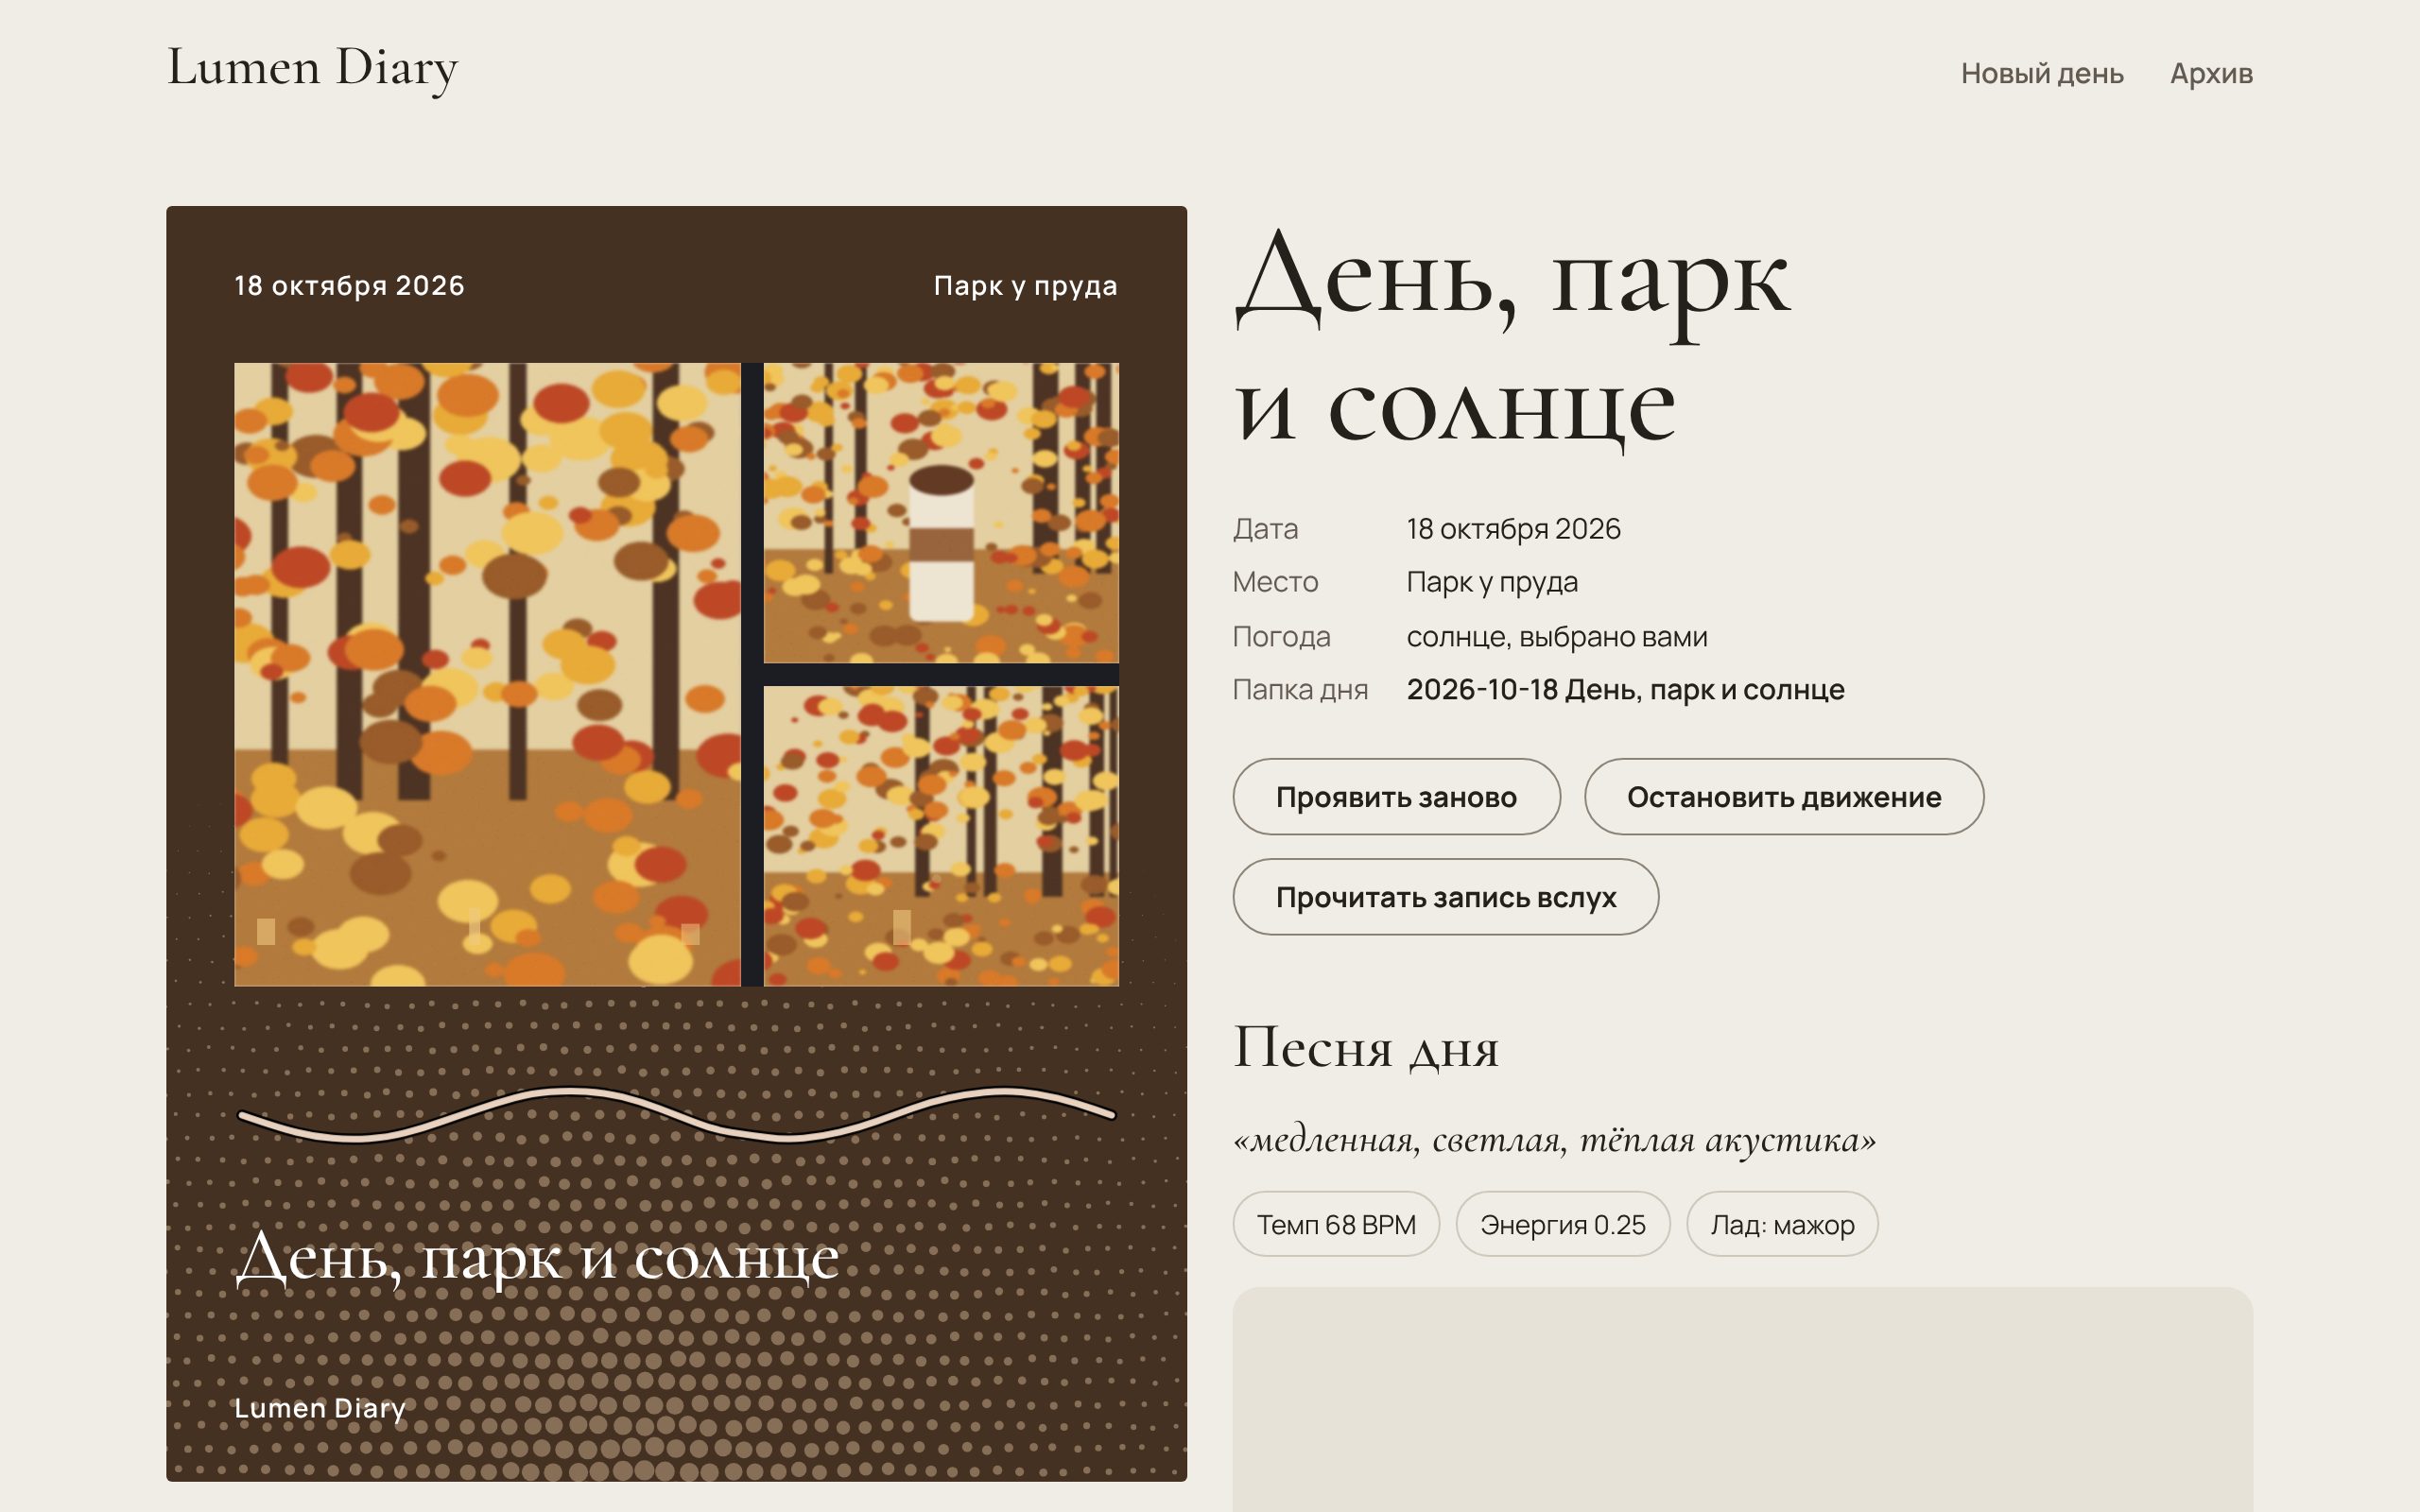 Lumen Diary
Новый день
Архив
18 октября 2026
Парк у пруда
День, парк и солнце
Lumen Diary
День, парк
и солнце
Дата 18 октября 2026
Место Парк у пруда
Погода солнце, выбрано вами
Папка дня 2026-10-18 День, парк и солнце
Проявить заново
Остановить движение
Прочитать запись вслух
Песня дня
«медленная, светлая, тёплая акустика»
Темп 68 BPM
Энергия 0.25
Лад: мажор